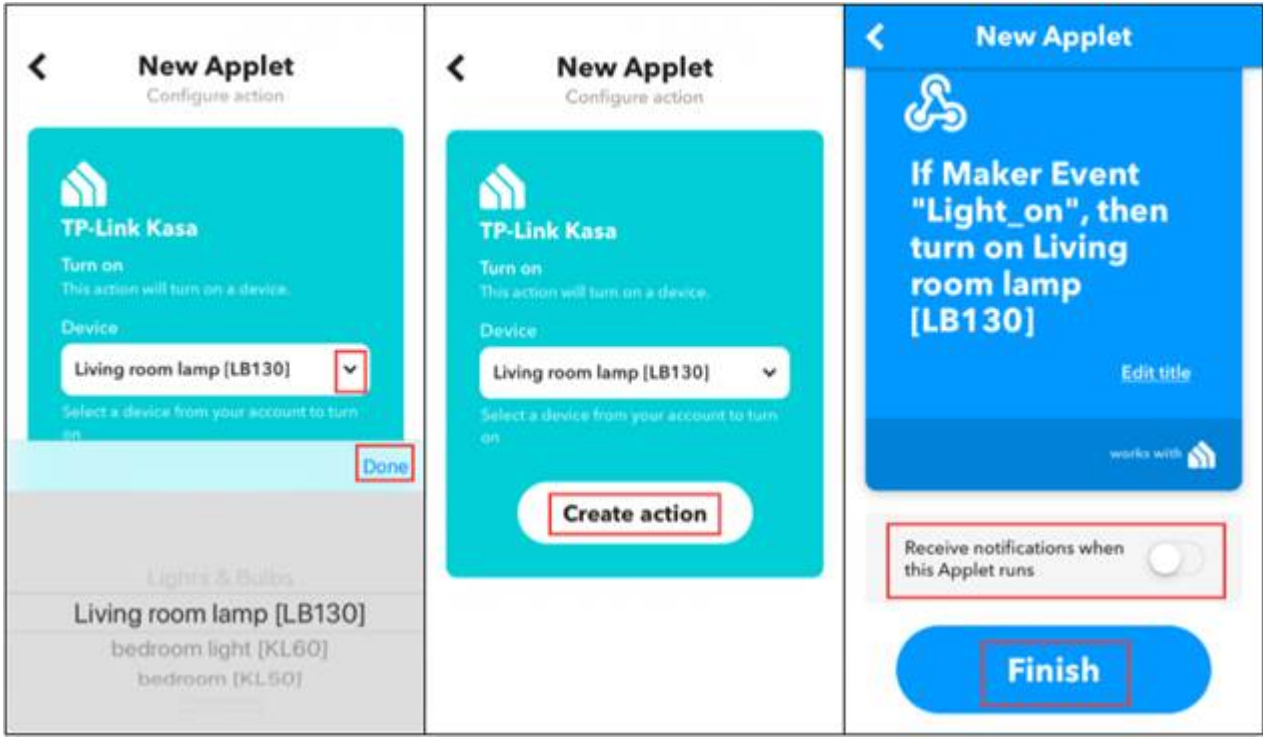 New Applet
Configure action
TP-Link Kasa
Turn on
This action will turn on a device.
Device
Living room lamp [LB130]
Select a device from your account to turn
on
Done
Lights & Bulbs
Living room lamp [LB130]
bedroom light [KL60]
bedroom [KL50]
New Applet
Configure action
TP-Link Kasa
Turn on
This action will turn on a device.
Device
Living room lamp [LB130]
Select a device from your account to turn
on
Create action
New Applet
If Maker Event
"Light_on", then
turn on Living
room lamp
[LB130]
Edit title
works with
Receive notifications when
this Applet runs
Finish